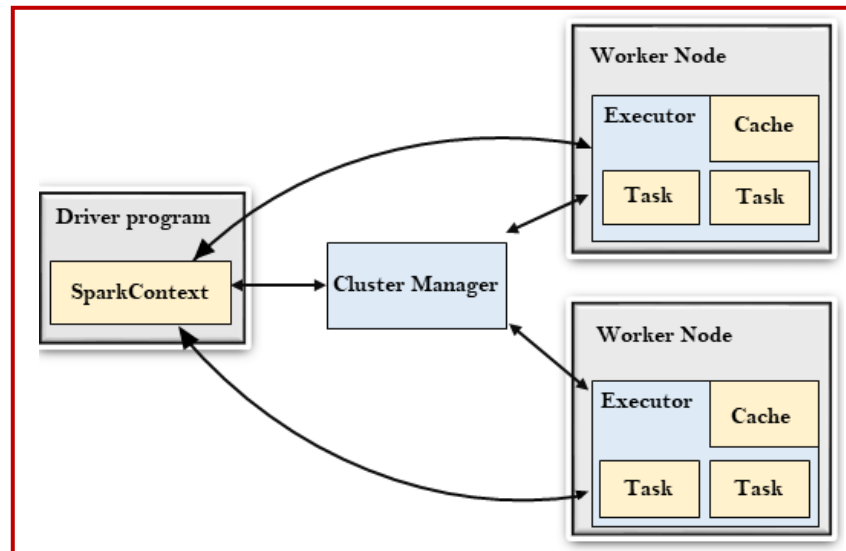 Worker Node
Executor
Cache
Task
Task
Driver program
SparkContext
Cluster Manager
Worker Node
Executor
Cache
Task
Task